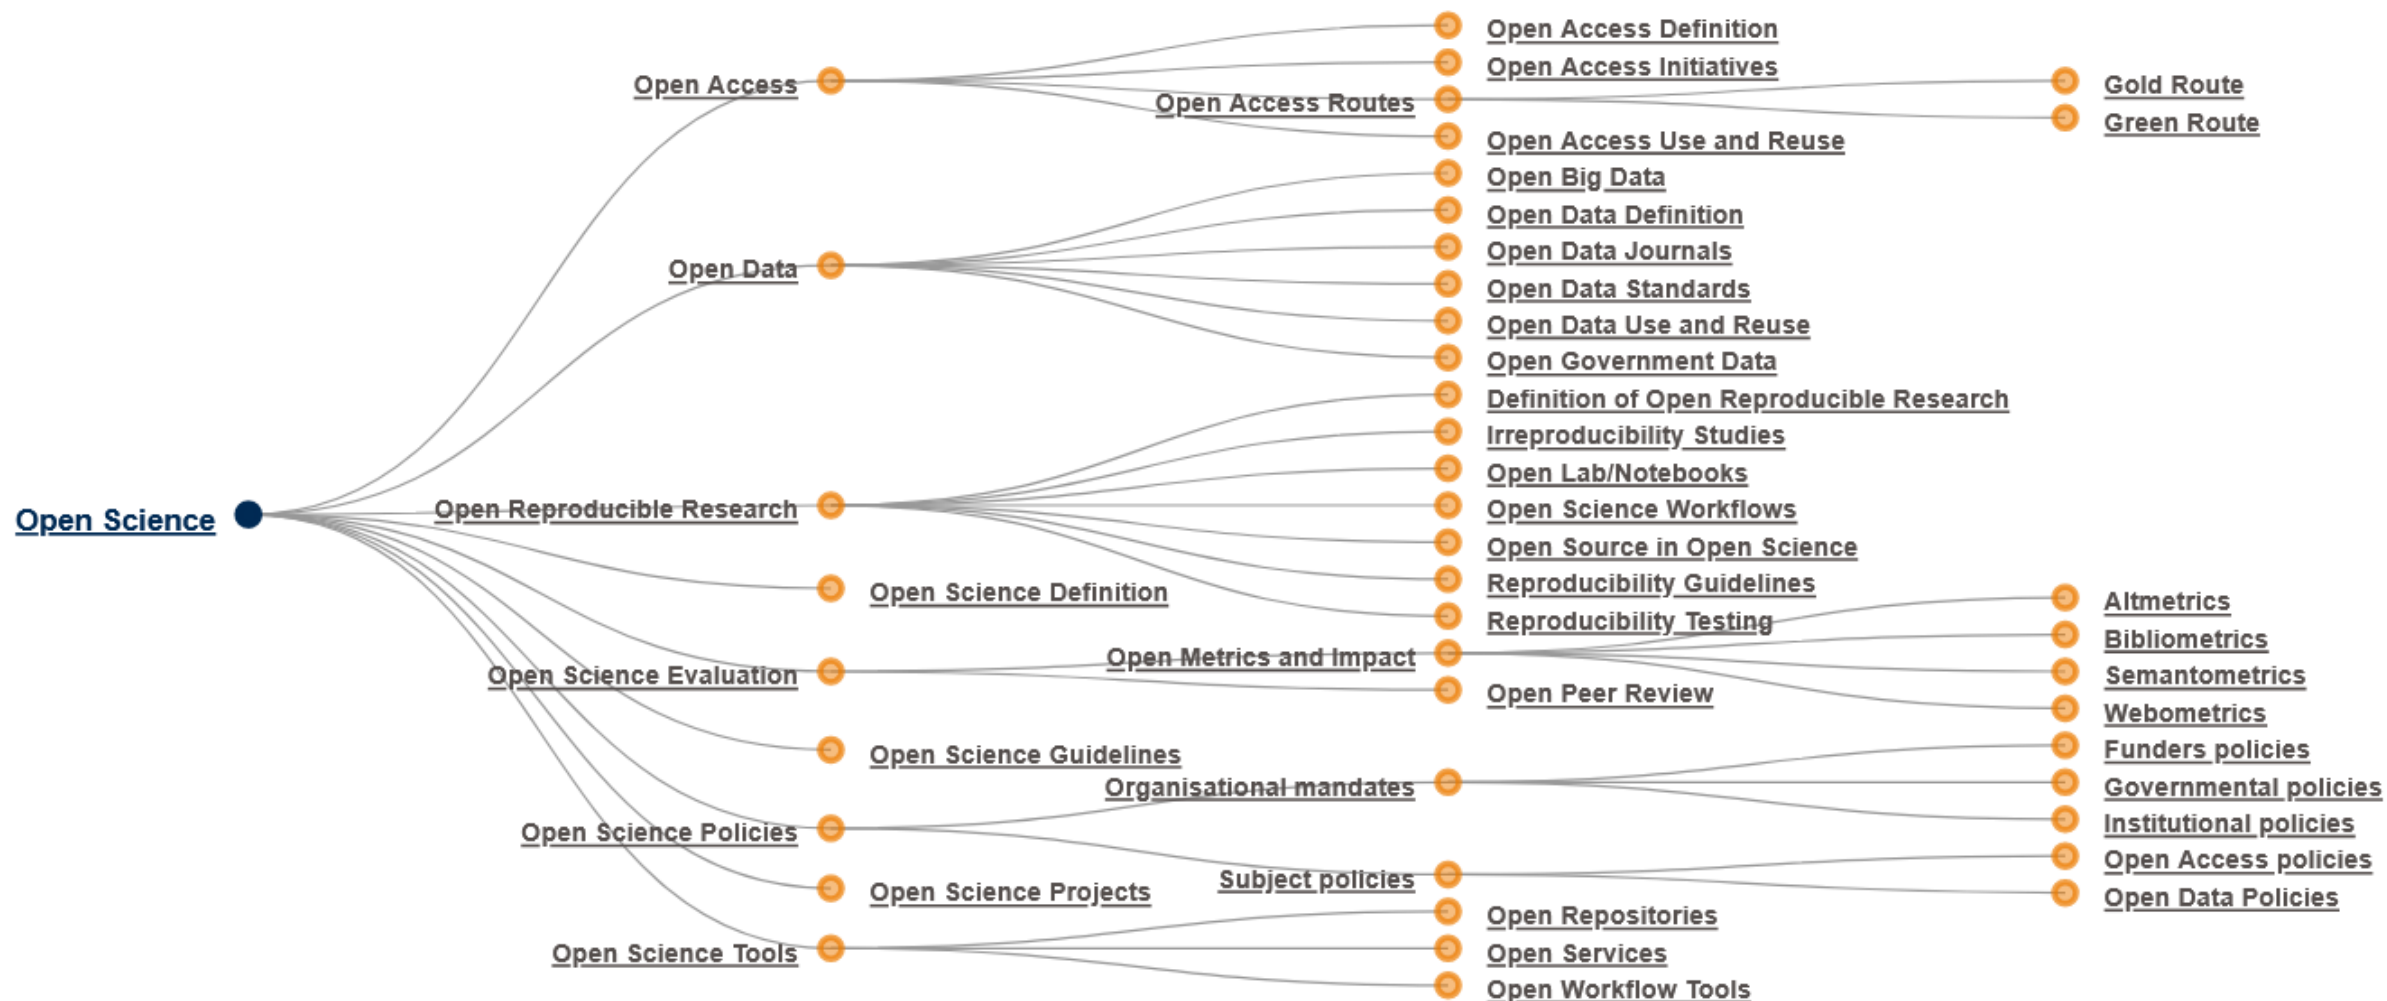 Open Science
Open Access
Open Access Definition
Open Access Initiatives
Open Access Routes
Gold Route
Green Route
Open Access Use and Reuse
Open Data
Open Big Data
Open Data Definition
Open Data Journals
Open Data Standards
Open Data Use and Reuse
Open Government Data
Open Reproducible Research
Definition of Open Reproducible Research
Irreproducibility Studies
Open Lab/Notebooks
Open Science Workflows
Open Source in Open Science
Reproducibility Guidelines
Reproducibility Testing
Open Science Definition
Open Science Evaluation
Open Metrics and Impact
Altmetrics
Bibliometrics
Semantometrics
Webometrics
Open Peer Review
Open Science Guidelines
Open Science Policies
Organisational mandates
Funders policies
Governmental policies
Institutional policies
Subject policies
Open Access policies
Open Data Policies
Open Science Projects
Open Science Tools
Open Repositories
Open Services
Open Workflow Tools